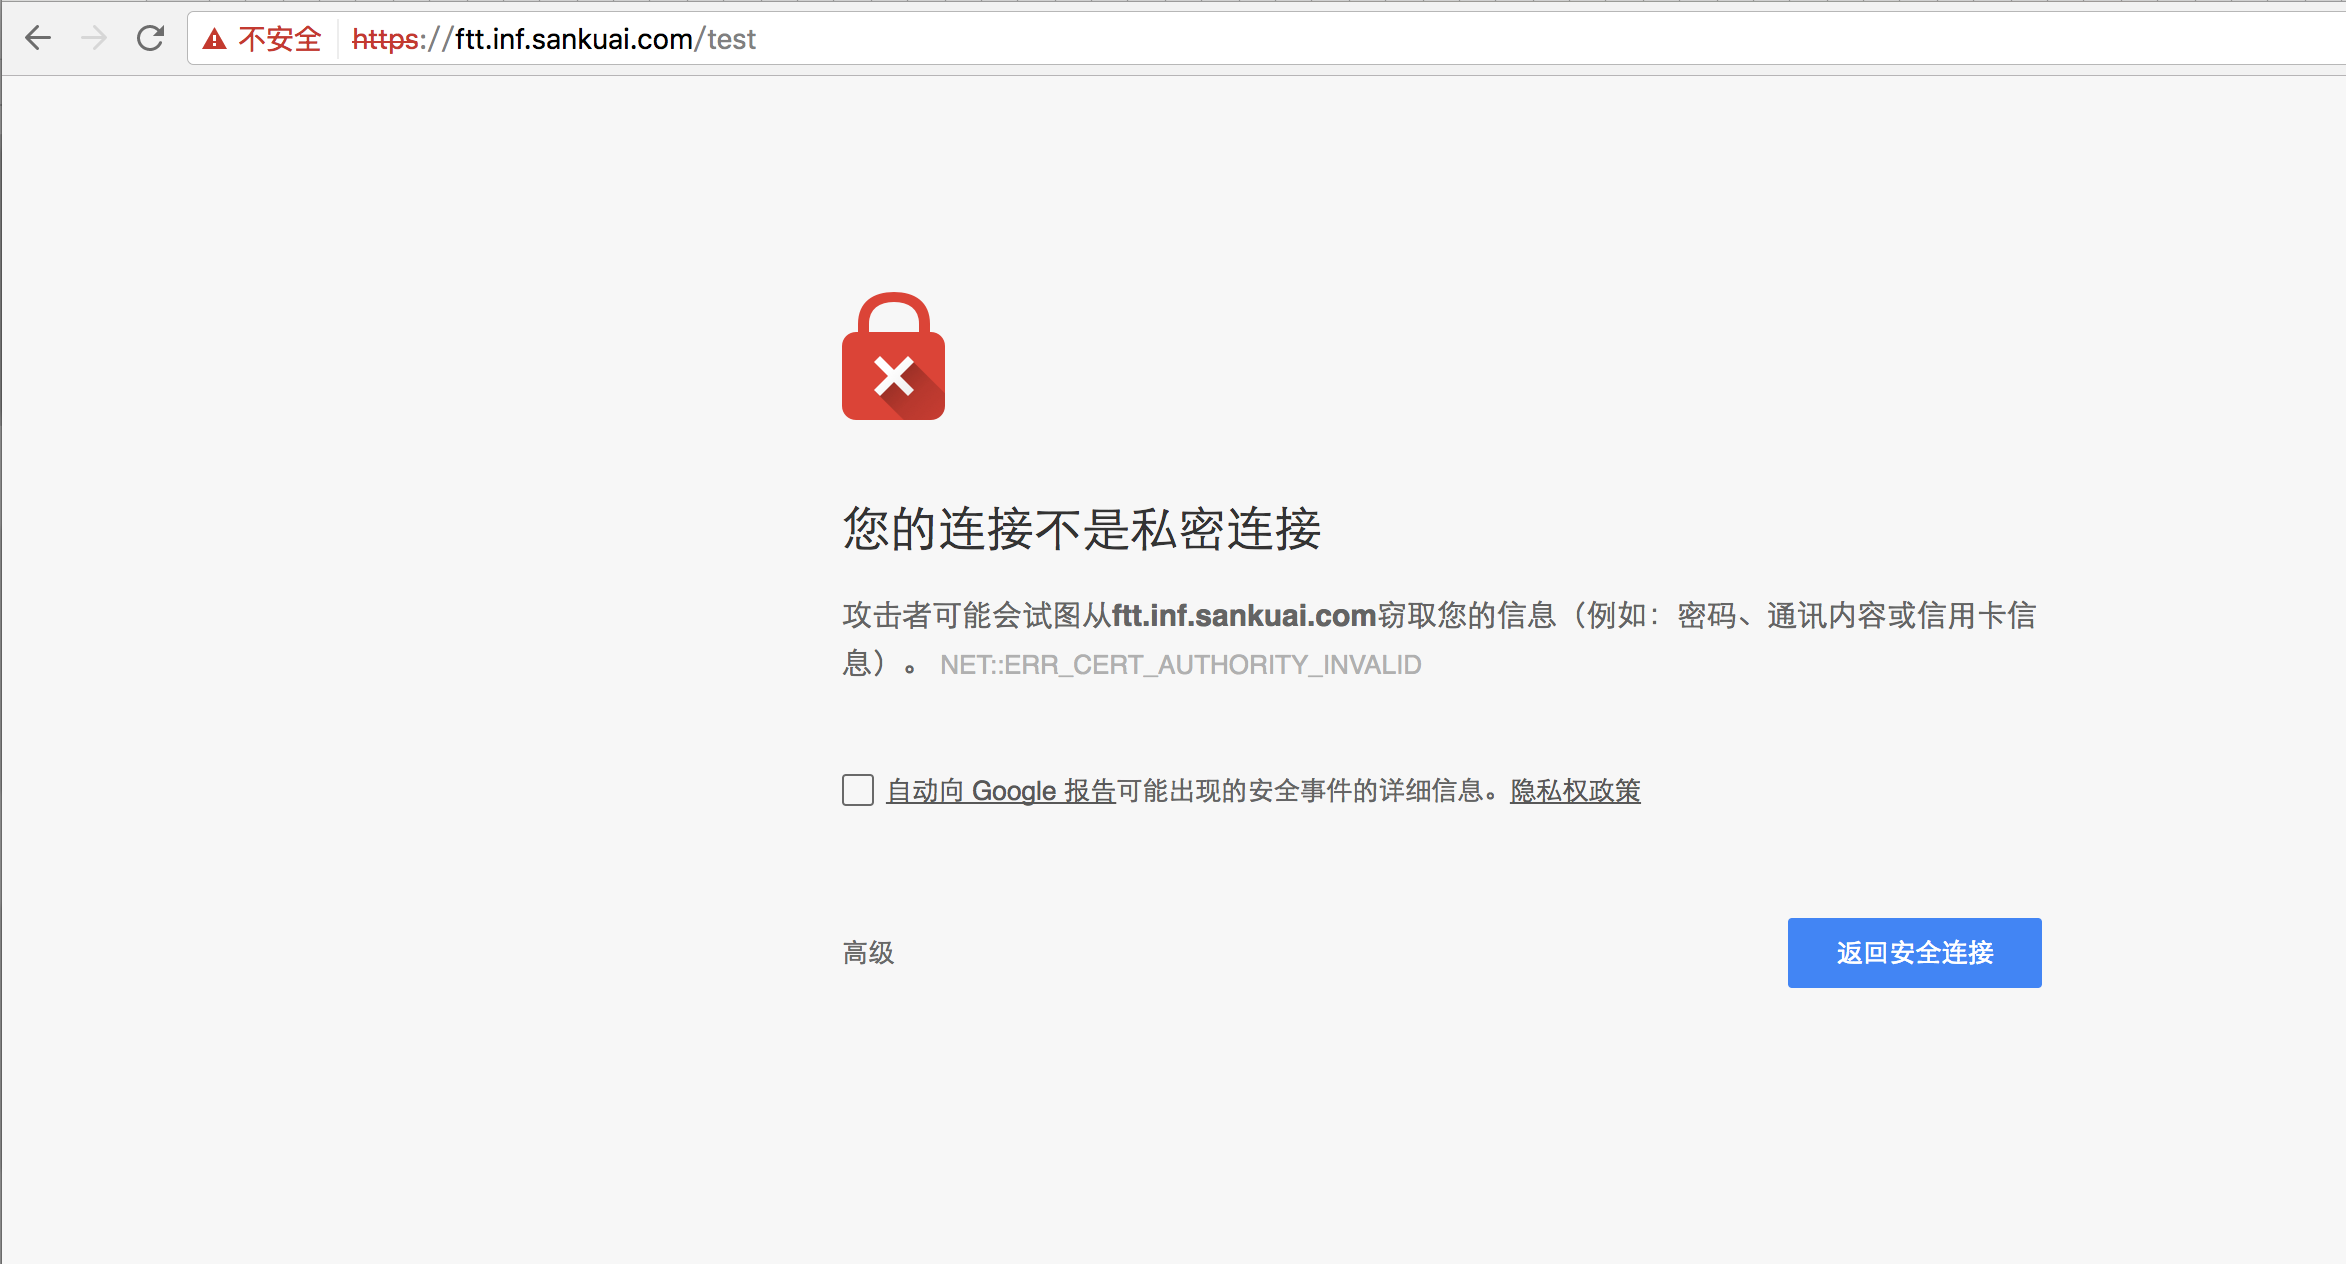 不安全 https://ftt.inf.sankuai.com/test
您的连接不是私密连接
攻击者可能会试图从ftt.inf.sankuai.com窃取您的信息（例如：密码、通讯内容或信用卡信
息）。 NET::ERR_CERT_AUTHORITY_INVALID
自动向 Google 报告可能出现的安全事件的详细信息。隐私权政策
高级 返回安全连接